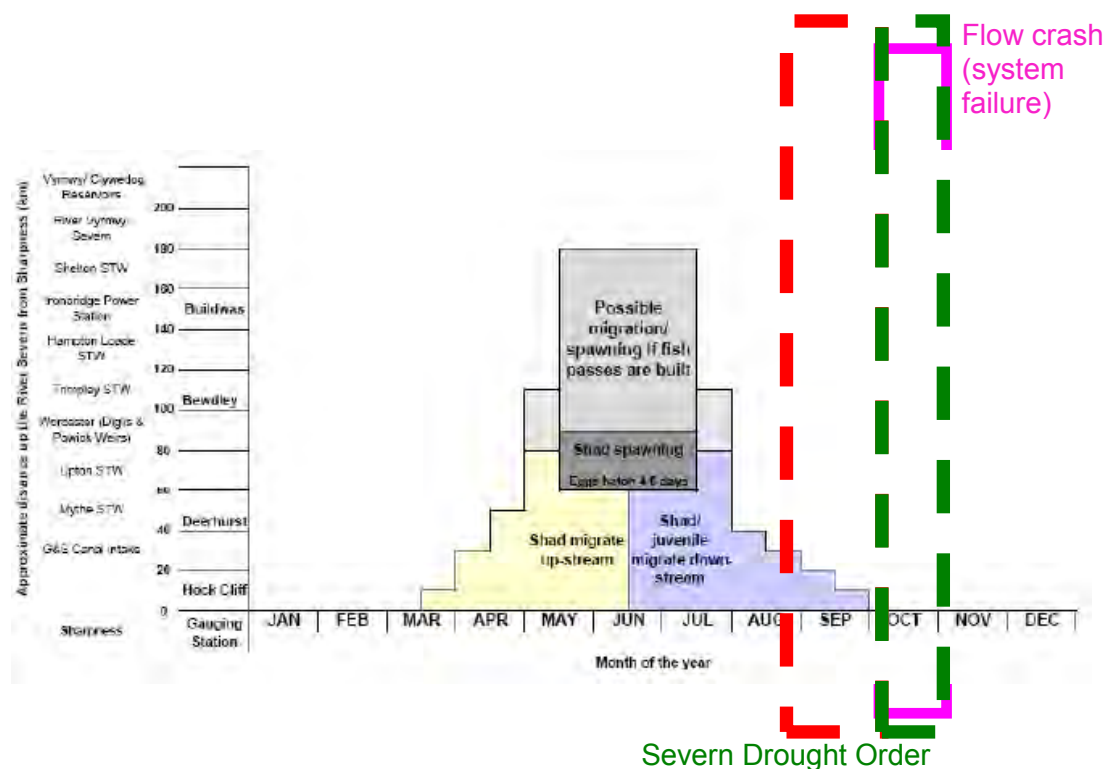 Flow crash
(system
failure)
Approximate distance up the River Severn from Sharpness (km)
Vyrnwy/ Clywedog
Reservoirs
River Vyrnwy
Severn
Shelton STW
Ironbridge Power
Station
Hampton Loade
STW
Trimpley STW
Worcester (Diglis &
Powick Weirs)
Upton STW
Mythe STW
G&S Canal Intake
Sharpness
200
180
160
140
120
100
80
60
40
20
0
Buildwas
Bewdley
Deerhurst
Hock Cliff
Gauging
Station
Possible
migration/
spawning if fish
passes are built
Shad spawning
Eggs hatch 4-6 days
Shad migrate
up-stream
Shad/
juvenile
migrate down-
stream
JAN FEB MAR APR MAY JUN JUL AUG SEP OCT NOV DEC
Month of the year
Severn Drought Order